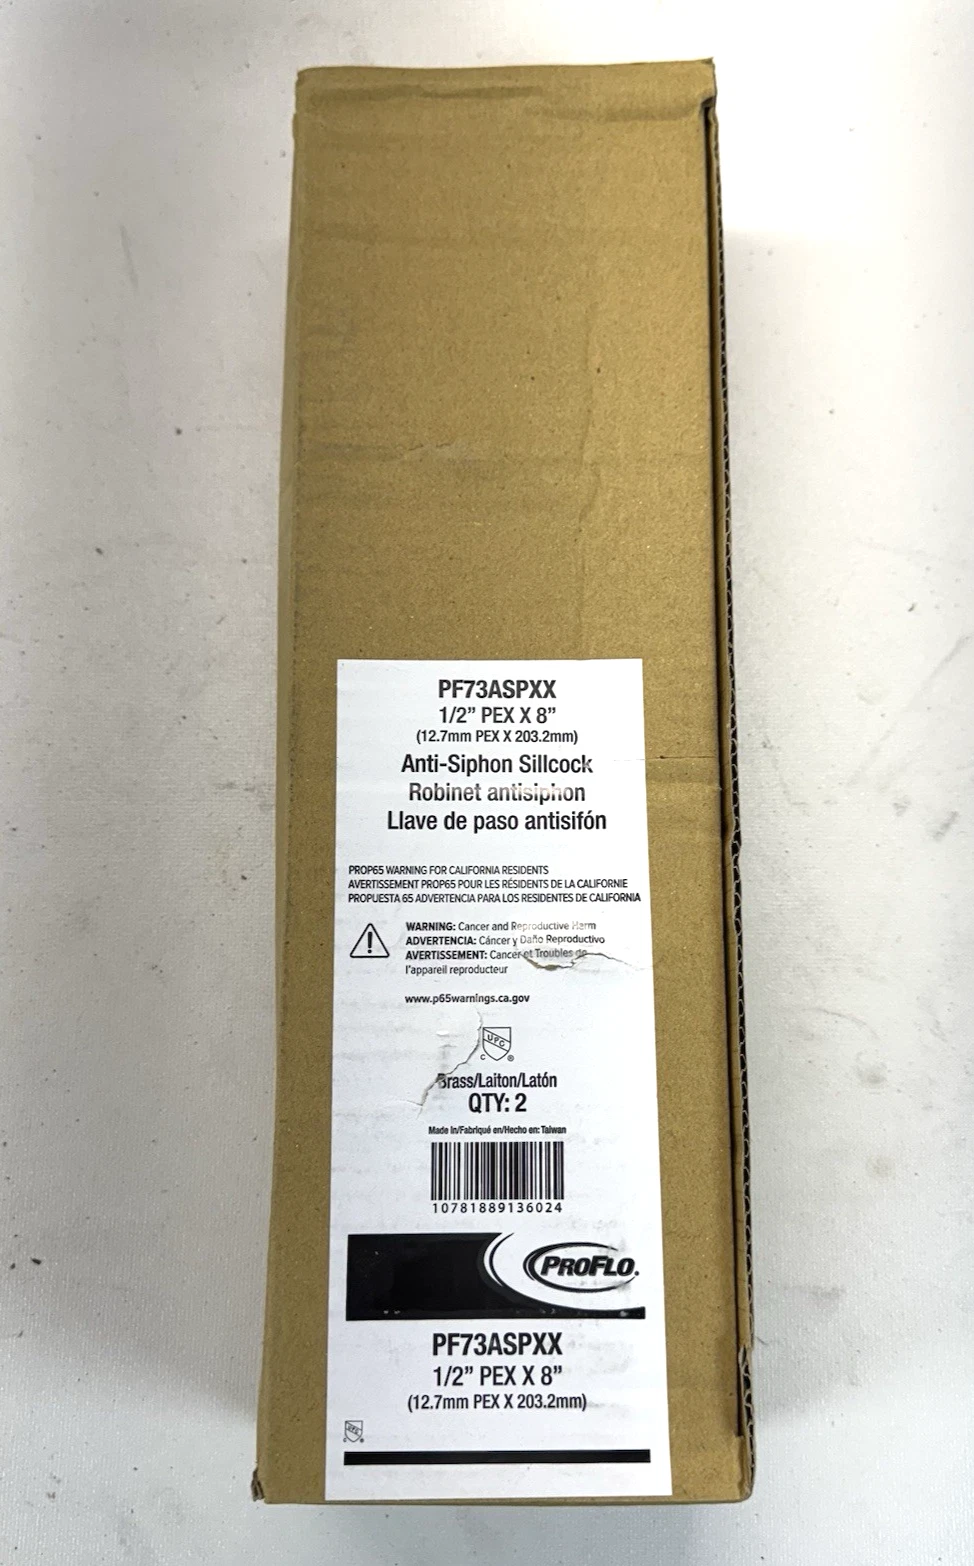 PF73ASPXX
1/2” PEX X 8”
(12.7mm PEX X 203.2mm)
Anti-Siphon Sillcock
Robinet antisiphon
Llave de paso antisifón
PROP65 WARNING FOR CALIFORNIA RESIDENTS
AVERTISSEMENT PROP65 POUR LES RÉSIDENTS DE LA CALIFORNIE
PROPUESTA 65 ADVERTENCIA PARA LOS RESIDENTES DE CALIFORNIA
WARNING: Cancer and Reproductive Harm
ADVERTENCIA: Cáncer y Daño Reproductivo
AVERTISSEMENT: Cancer et Troubles de
l'appareil reproducteur
www.p65warnings.ca.gov
UPC
C ®
Brass/Laiton/Latón
QTY: 2
Made In/Fabriqué en/Hecho en: Taiwan
10781889136024
PROFLO.
PF73ASPXX
1/2” PEX X 8”
(12.7mm PEX X 203.2mm)
UPC